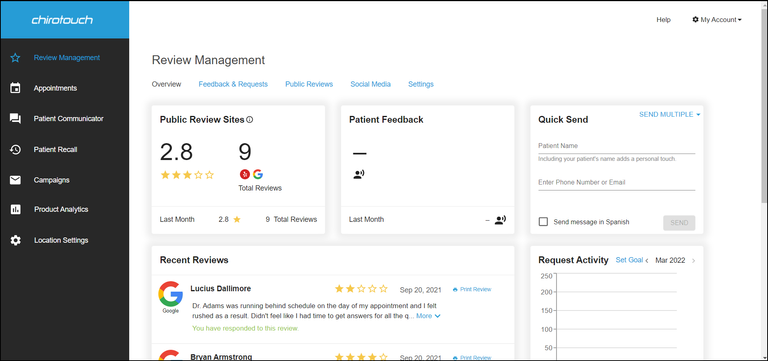 chirotouch
Help
My Account
Review Management
Appointments
Patient Communicator
Patient Recall
Campaigns
Product Analytics
Location Settings
Review Management
Overview
Feedback & Requests
Public Reviews
Social Media
Settings
Public Review Sites
2.8
9
Total Reviews
Last Month
2.8
9 Total Reviews
Patient Feedback
—
Last Month
–
SEND MULTIPLE
Quick Send
Patient Name
Including your patient's name adds a personal touch.
Enter Phone Number or Email
Send message in Spanish
SEND
Recent Reviews
Google
Lucius Dallimore
Sep 20, 2021
Print Review
Dr. Adams was running behind schedule on the day of my appointment and I felt
rushed as a result. Didn't feel like I had time to get answers for all the q... More
You have responded to this review.
Bryan Armstrong
Sep 20, 2021
Print Review
Request Activity
Set Goal
Mar 2022
250
200
150
100
50